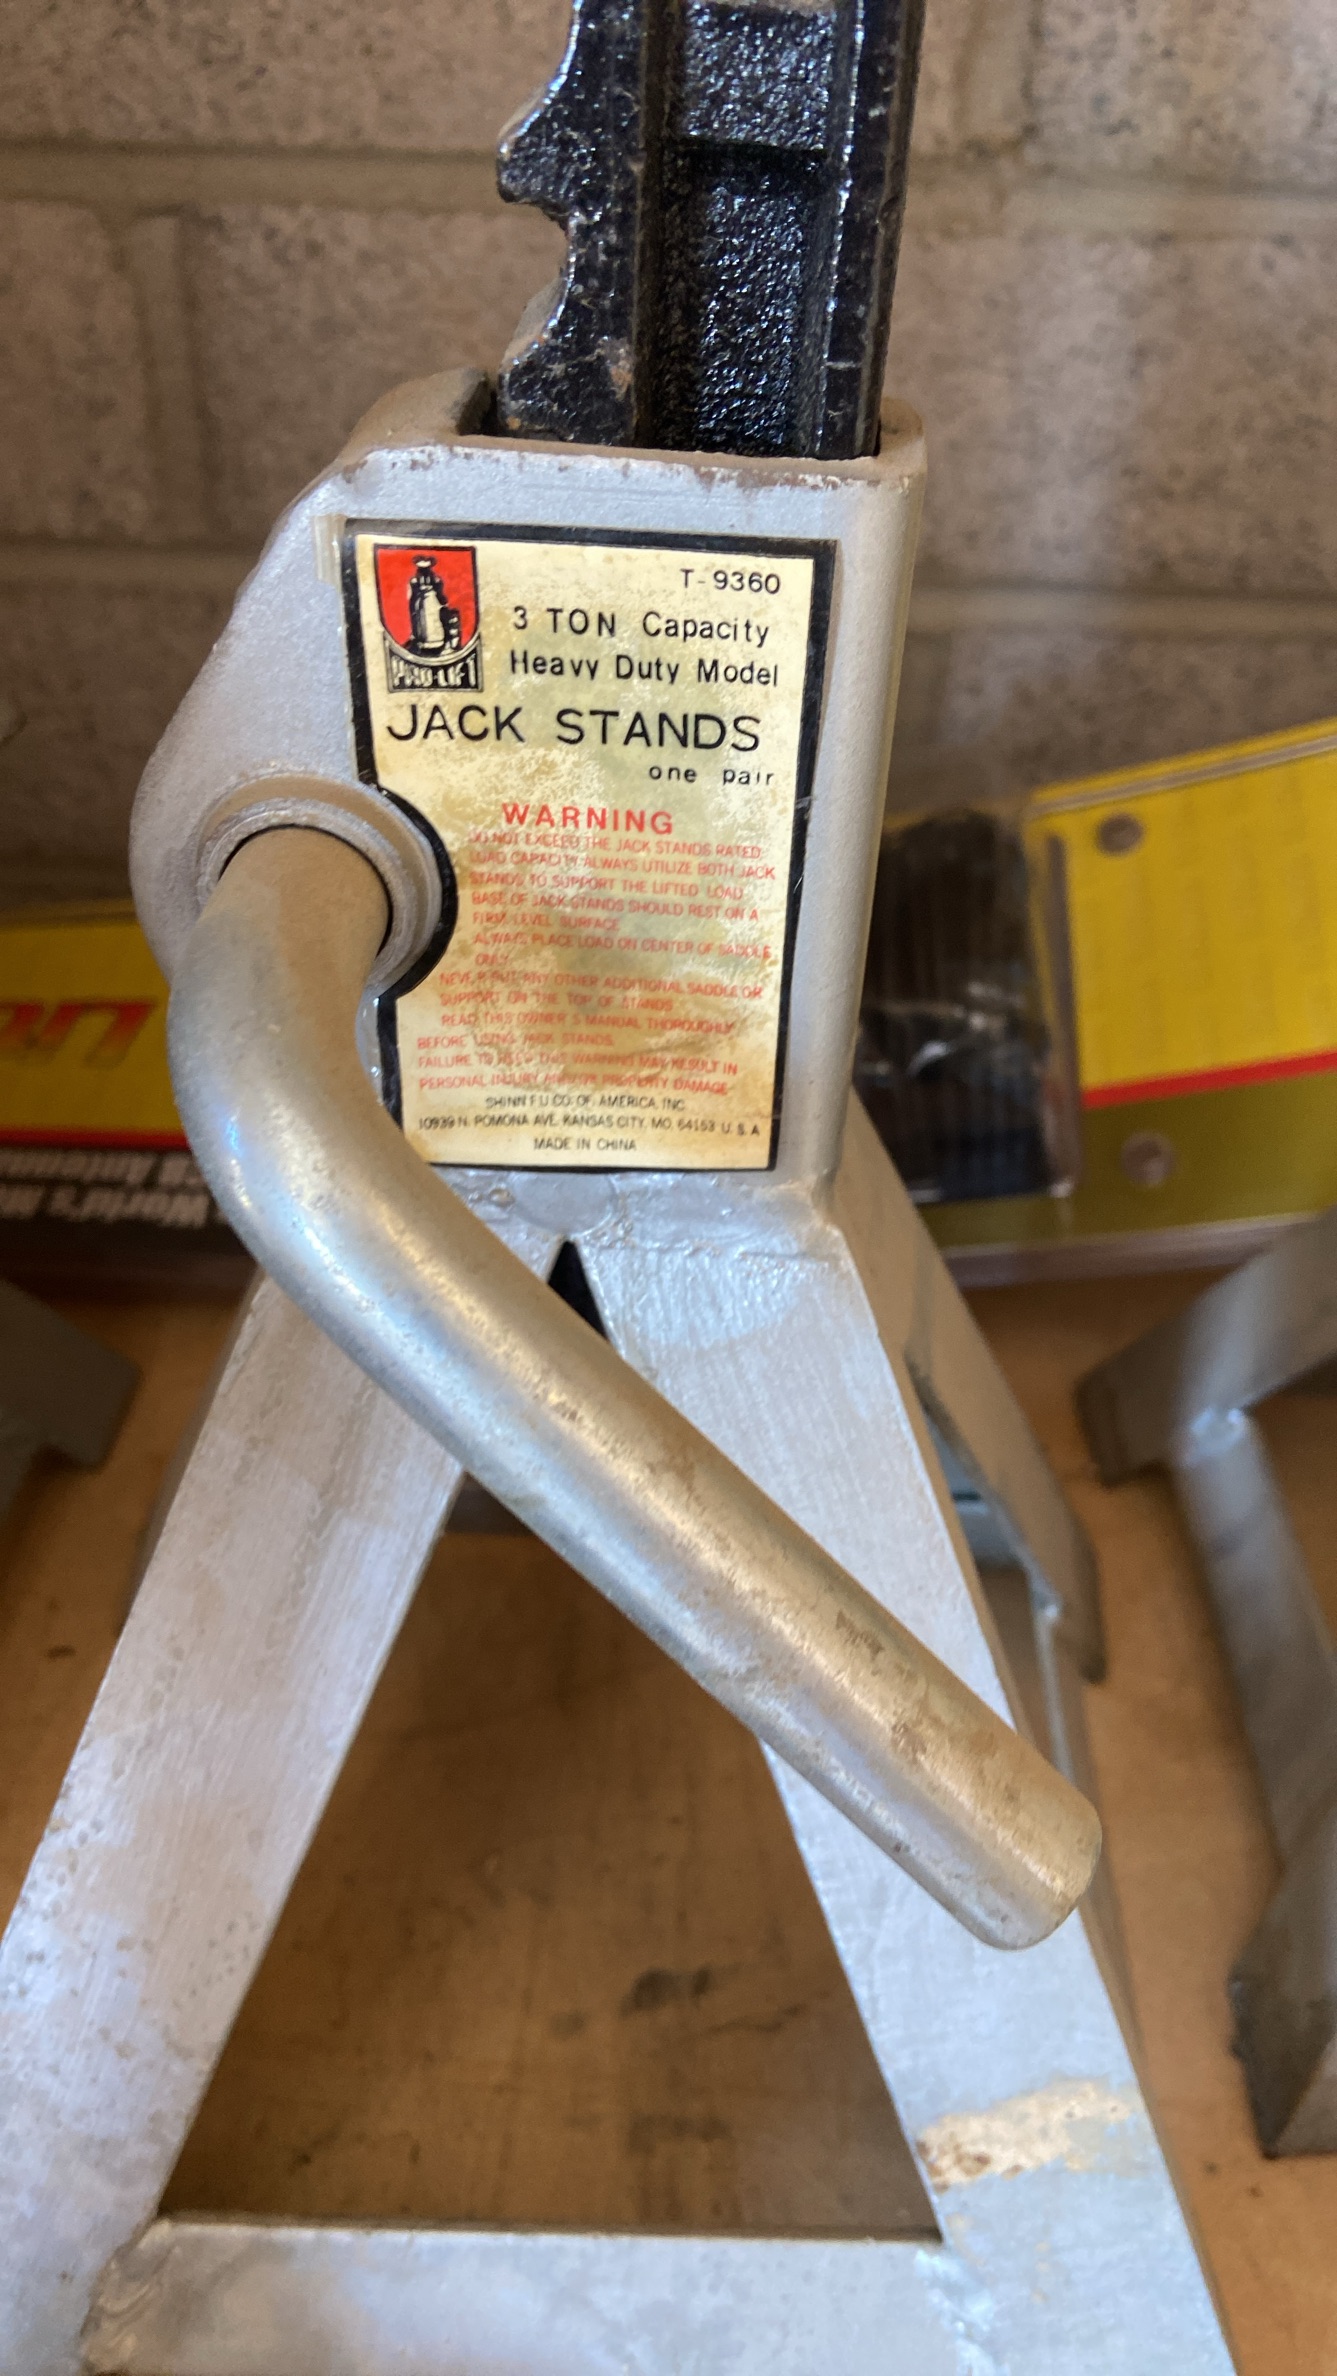 T-9360
3 TON Capacity
Heavy Duty Model
PRO-LIFT
JACK STANDS
one pair
WARNING
DO NOT EXCEED THE JACK STANDS RATED
LOAD CAPACITY ALWAYS UTILIZE BOTH JACK
STANDS TO SUPPORT THE LIFTED LOAD
BASE OF JACK STANDS SHOULD REST ON A
FIRM LEVEL SURFACE
ALWAYS PLACE LOAD ON CENTER OF SADDLE
ONLY
NEVER PUT ANY OTHER ADDITIONAL SADDLE OR
SUPPORT ON THE TOP OF STANDS
READ THIS OWNER'S MANUAL THOROUGHLY
BEFORE USING JACK STANDS
FAILURE TO HEED THIS WARNING MAY RESULT IN
PERSONAL INJURY AND/OR PROPERTY DAMAGE
SHINN FU CO. OF AMERICA, INC.
10939 N. POMONA AVE. KANSAS CITY, MO. 64153 U.S.A
MADE IN CHINA
CB Antenna
World's M